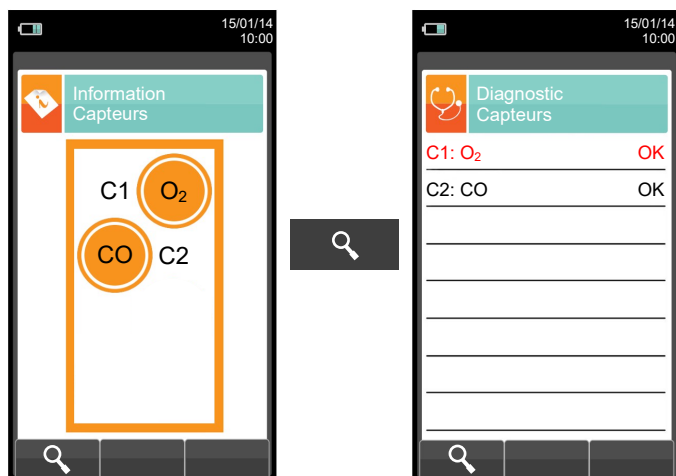 15/01/14
10:00
Information
Capteurs
C1 O₂
CO C2
15/01/14
10:00
Diagnostic
Capteurs
C1: O₂ OK
C2: CO OK